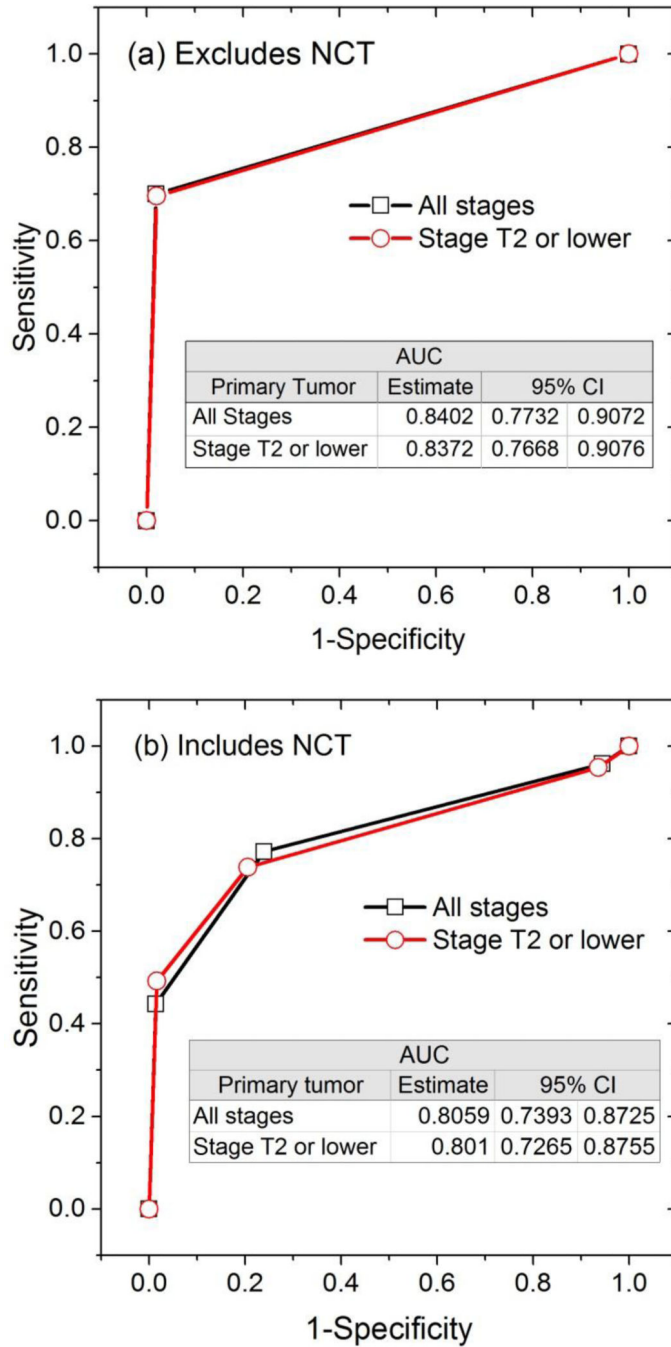 (a) Excludes NCT
1.0
0.8
0.6
0.4
0.2
0.0
Sensitivity
All stages
Stage T2 or lower
AUC
Primary Tumor Estimate 95% CI
All Stages 0.8402 0.7732 0.9072
Stage T2 or lower 0.8372 0.7668 0.9076
0.0 0.2 0.4 0.6 0.8 1.0
1-Specificity
(b) Includes NCT
1.0
0.8
0.6
0.4
0.2
0.0
Sensitivity
All stages
Stage T2 or lower
AUC
Primary tumor Estimate 95% CI
All stages 0.8059 0.7393 0.8725
Stage T2 or lower 0.801 0.7265 0.8755
0.0 0.2 0.4 0.6 0.8 1.0
1-Specificity